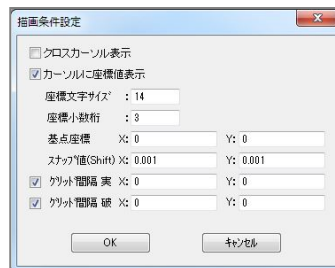 描画条件設定
クロスカーソル表示
カーソルに座標値表示
座標文字サイズ : 14
座標小数桁 : 3
基点座標 X: 0 Y: 0
スナップ値(Shift) X: 0.001 Y: 0.001
グリット間隔 実 X: 0 Y: 0
グリット間隔 破 X: 0 Y: 0
OK キャンセル